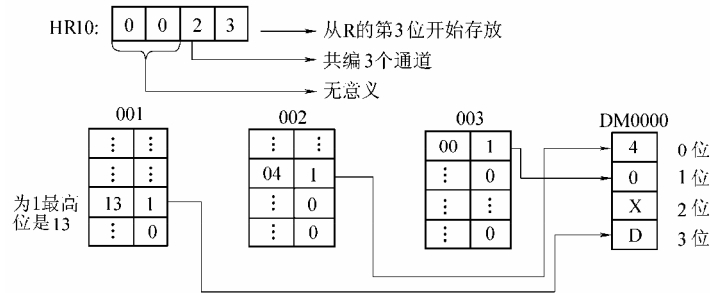 HR10: 0 0 2 3 从R的第3位开始存放
共编3个通道
无意义
001 002 003 DM0000
⋮ ⋮ ⋮ ⋮ 00 1 4 0位
⋮ ⋮ 04 1 ⋮ 0 0 1位
为1最高位是13 13 1 ⋮ 0 ⋮ ⋮ X 2位
⋮ 0 ⋮ 0 ⋮ 0 D 3位